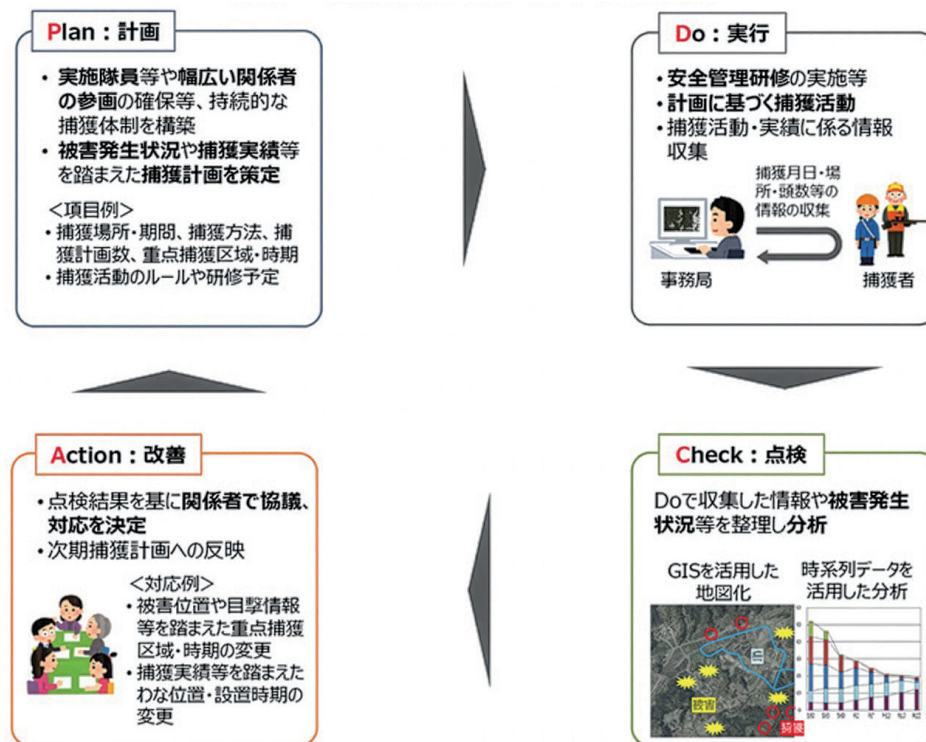 Plan：計画
・実施隊員等や幅広い関係者
の参画の確保等、持続的な
捕獲体制を構築
・被害発生状況や捕獲実績等
を踏まえた捕獲計画を策定
＜項目例＞
・捕獲場所・期間、捕獲方法、捕
獲計画数、重点捕獲区域・時期
・捕獲活動のルールや研修予定
Do：実行
・安全管理研修の実施等
・計画に基づく捕獲活動
・捕獲活動・実績に係る情報
収集
捕獲月日・場
所・頭数等の
情報の収集
事務局
捕獲者
Action：改善
・点検結果を基に関係者で協議、
対応を決定
・次期捕獲計画への反映
＜対応例＞
・被害位置や目撃情報
等を踏まえた重点捕獲
区域・時期の変更
・捕獲実績等を踏まえた
わな位置・設置時期の
変更
Check：点検
Doで収集した情報や被害発生
状況等を整理し分析
GISを活用した
地図化
時系列データを
活用した分析
被害